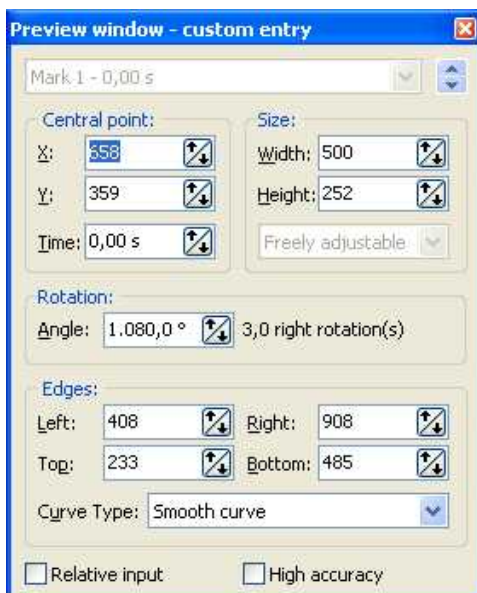 Preview window - custom entry
Mark 1 - 0,00 s
Central point:
X: 658
Y: 359
Time: 0,00 s
Size:
Width: 500
Height: 252
Freely adjustable
Rotation:
Angle: 1.080,0 ° 3,0 right rotation(s)
Edges:
Left: 408 Right: 908
Top: 233 Bottom: 485
Curve Type: Smooth curve
Relative input High accuracy